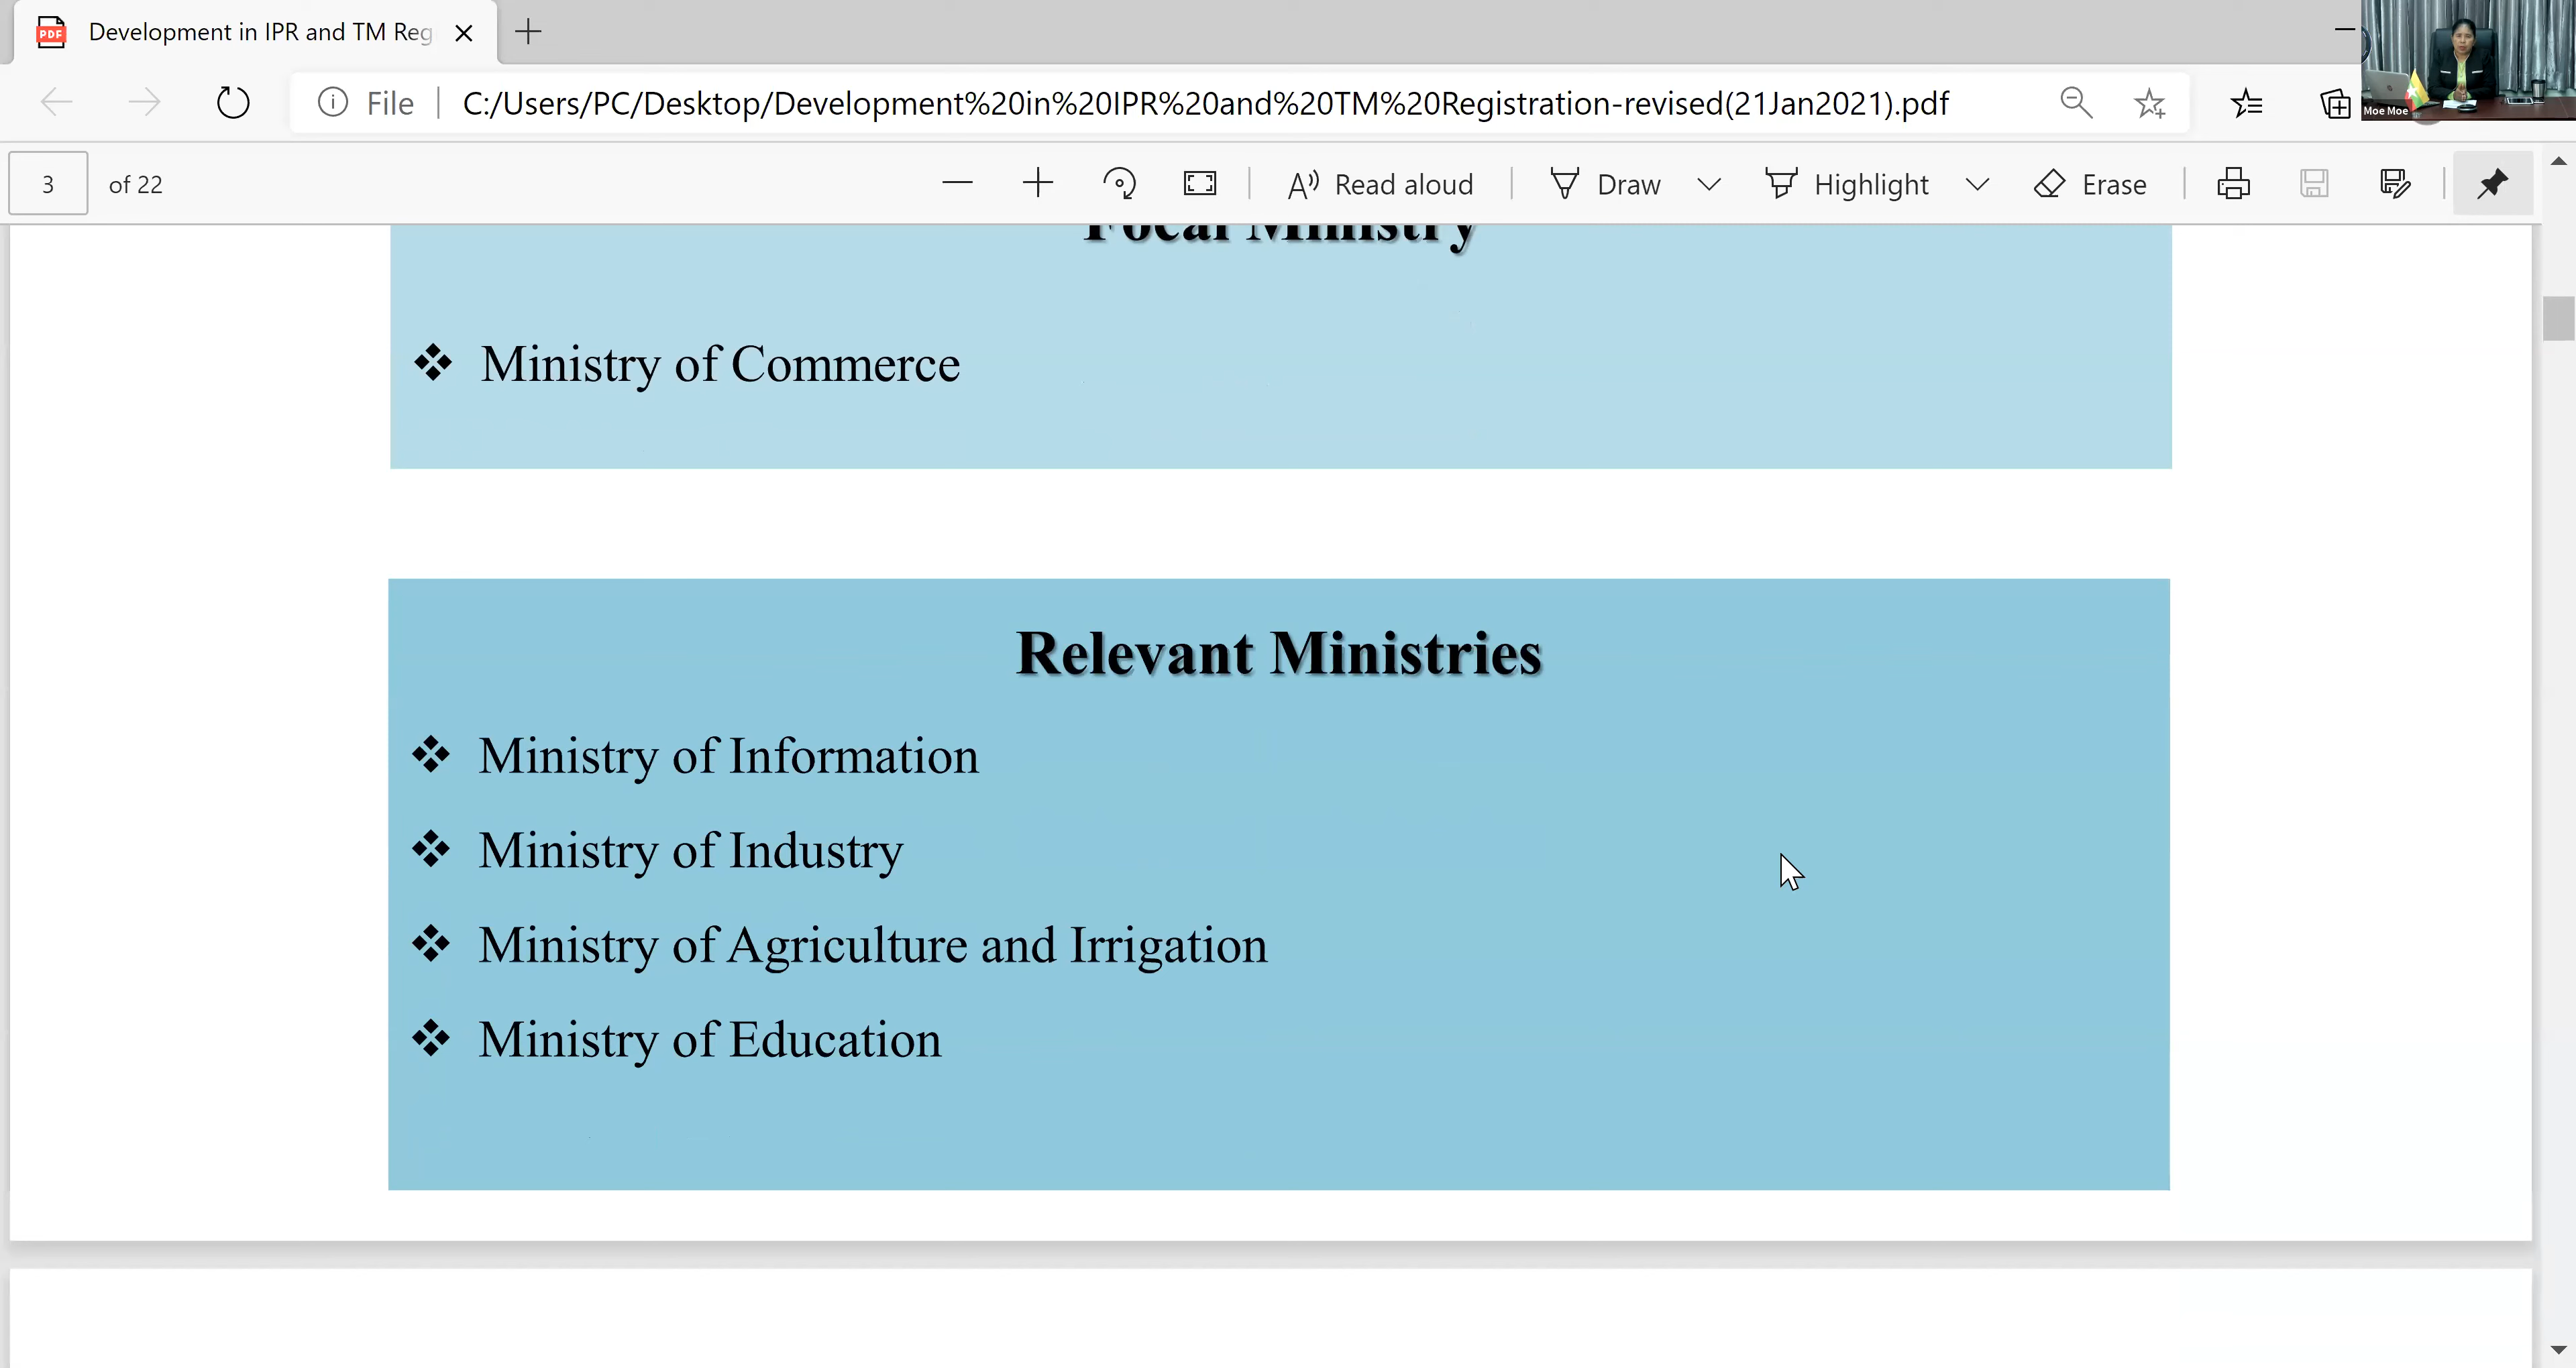 Development in IPR and TM Reg
File C:/Users/PC/Desktop/Development%20in%20IPR%20and%20TM%20Registration-revised(21Jan2021).pdf
Moe Moe
3 of 22 Read aloud Draw Highlight Erase
Focal Ministry
Ministry of Commerce
Relevant Ministries
Ministry of Information
Ministry of Industry
Ministry of Agriculture and Irrigation
Ministry of Education